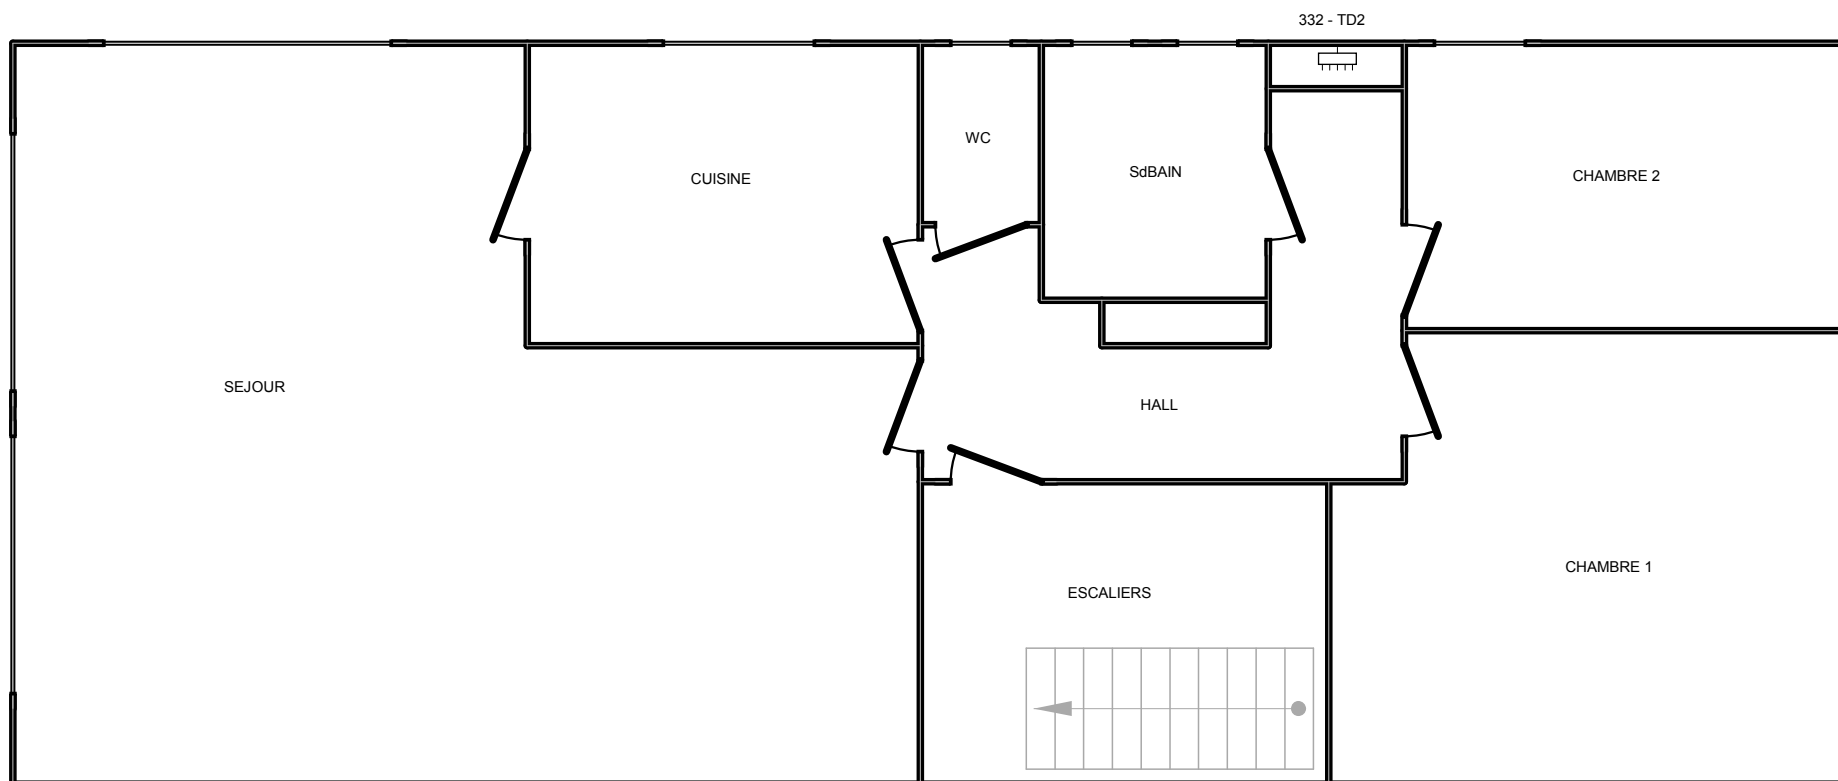 332 - TD2
WC
SdBAIN
CHAMBRE 2
CUISINE
SEJOUR
HALL
CHAMBRE 1
ESCALIERS